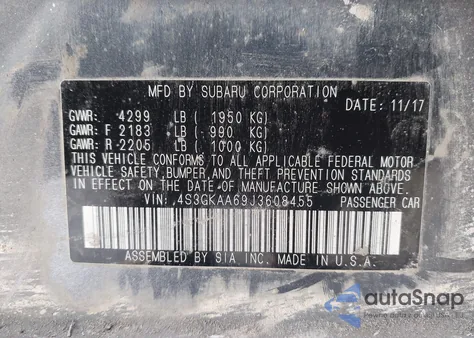 MFD BY SUBARU CORPORATION
DATE: 11/17
GVWR: 4299 LB ( 1950 KG)
GAWR: F 2183 LB ( 990 KG)
GAWR: R 2205 LB ( 1000 KG)
THIS VEHICLE CONFORMS TO ALL APPLICABLE FEDERAL MOTOR
VEHICLE SAFETY, BUMPER, AND THEFT PREVENTION STANDARDS
IN EFFECT ON THE DATE OF MANUFACTURE SHOWN ABOVE.
VIN: 4S3GKAA69J3608455 PASSENGER CAR
ASSEMBLED BY SIA, INC. MADE IN U.S.A.
autoSnap